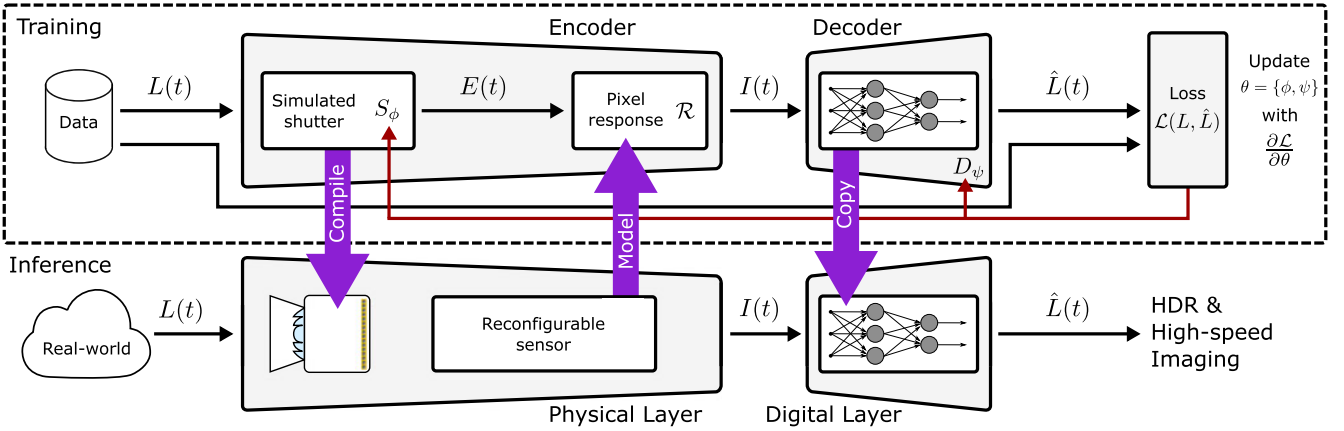 Training
Encoder
Decoder
Data
L(t)
Simulated
shutter
S_ϕ
E(t)
Pixel
response
ℛ
I(t)
D_ψ
L̂(t)
Loss
ℒ(L, L̂)
Update
θ = {ϕ, ψ}
with
∂ℒ
∂θ
Compile
Model
Copy
Inference
Real-world
L(t)
Reconfigurable
sensor
I(t)
L̂(t)
HDR &
High-speed
Imaging
Physical Layer
Digital Layer